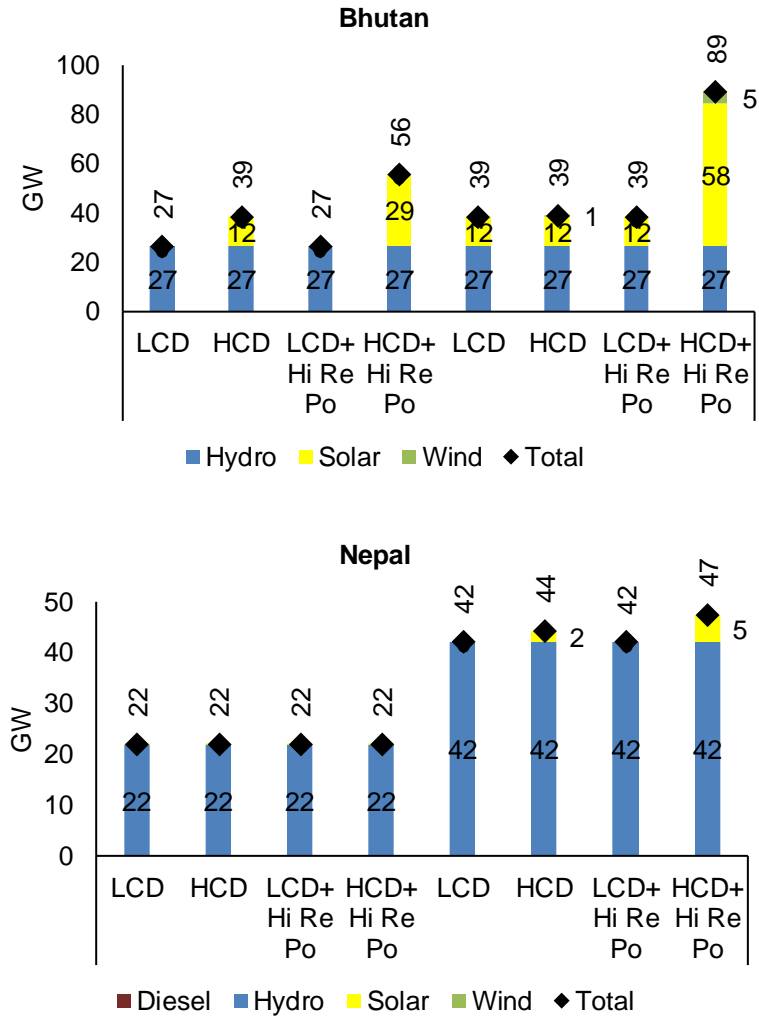 Bhutan
GW
100
80
60
40
20
0
27 39 27 56 39 39 39 89
12 29 12 12 1 12 58 5
27 27 27 27 27 27 27 27
LCD HCD LCD+ HCD+ LCD HCD LCD+ HCD+
Hi Re Hi Re Hi Re Hi Re
Po Po Po Po
Hydro Solar Wind Total
Nepal
GW
50
40
30
20
10
0
22 22 22 22 42 44 42 47
2 5
22 22 22 22 42 42 42 42
LCD HCD LCD+ HCD+ LCD HCD LCD+ HCD+
Hi Re Hi Re Hi Re Hi Re
Po Po Po Po
Diesel Hydro Solar Wind Total